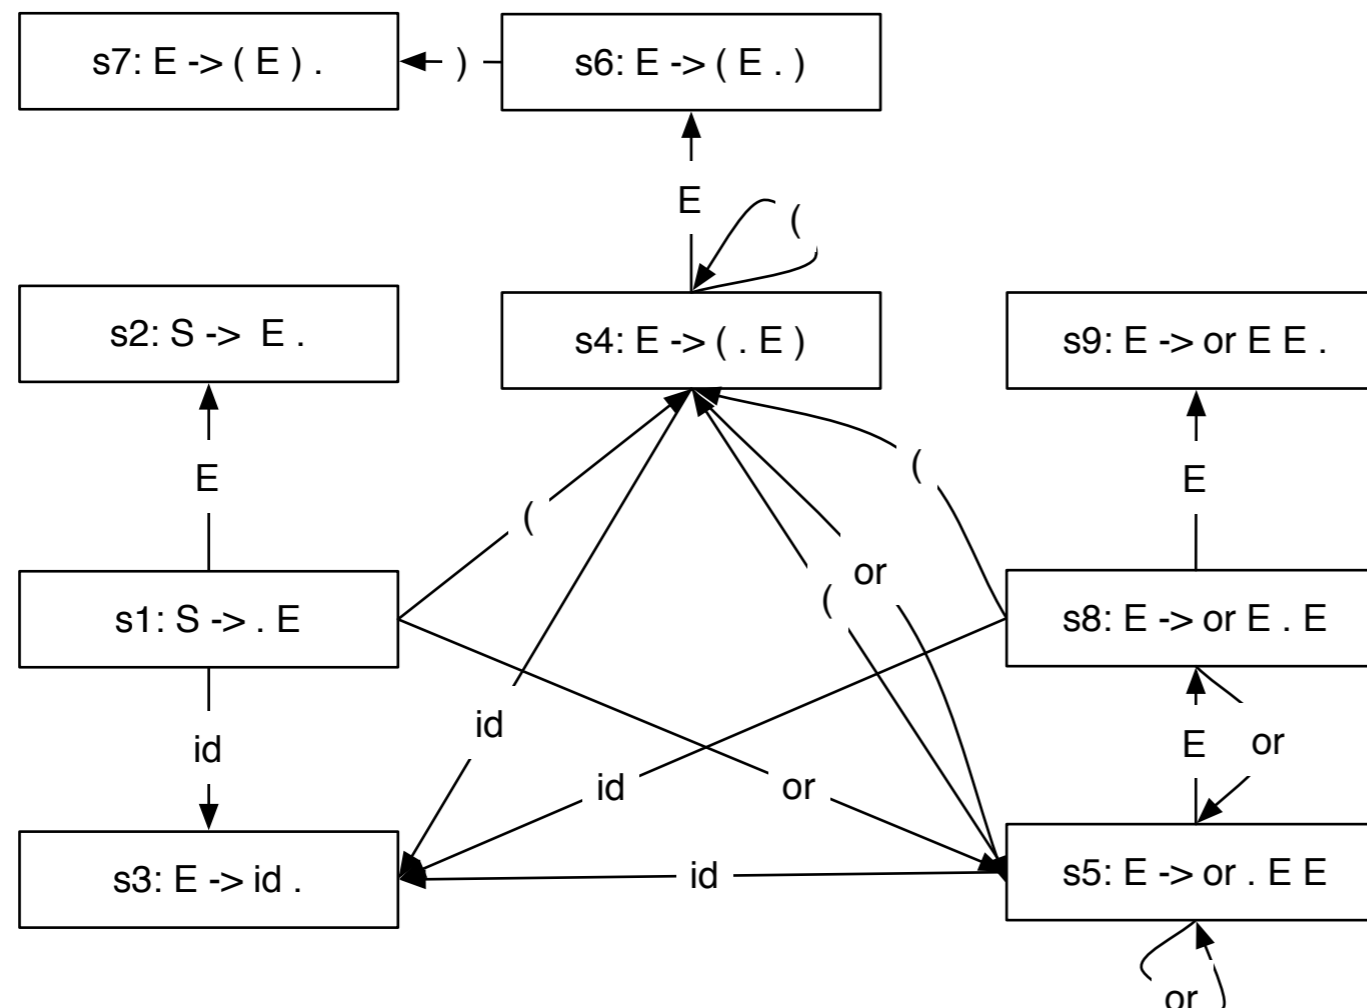 s7: E -> ( E ) .
)
s6: E -> ( E . )
E
(
s2: S -> E .
s4: E -> ( . E )
s9: E -> or E E .
E
(
(
E
or
(
s1: S -> . E
s8: E -> or E . E
id
id
E
or
id
or
s3: E -> id .
id
s5: E -> or . E E
or